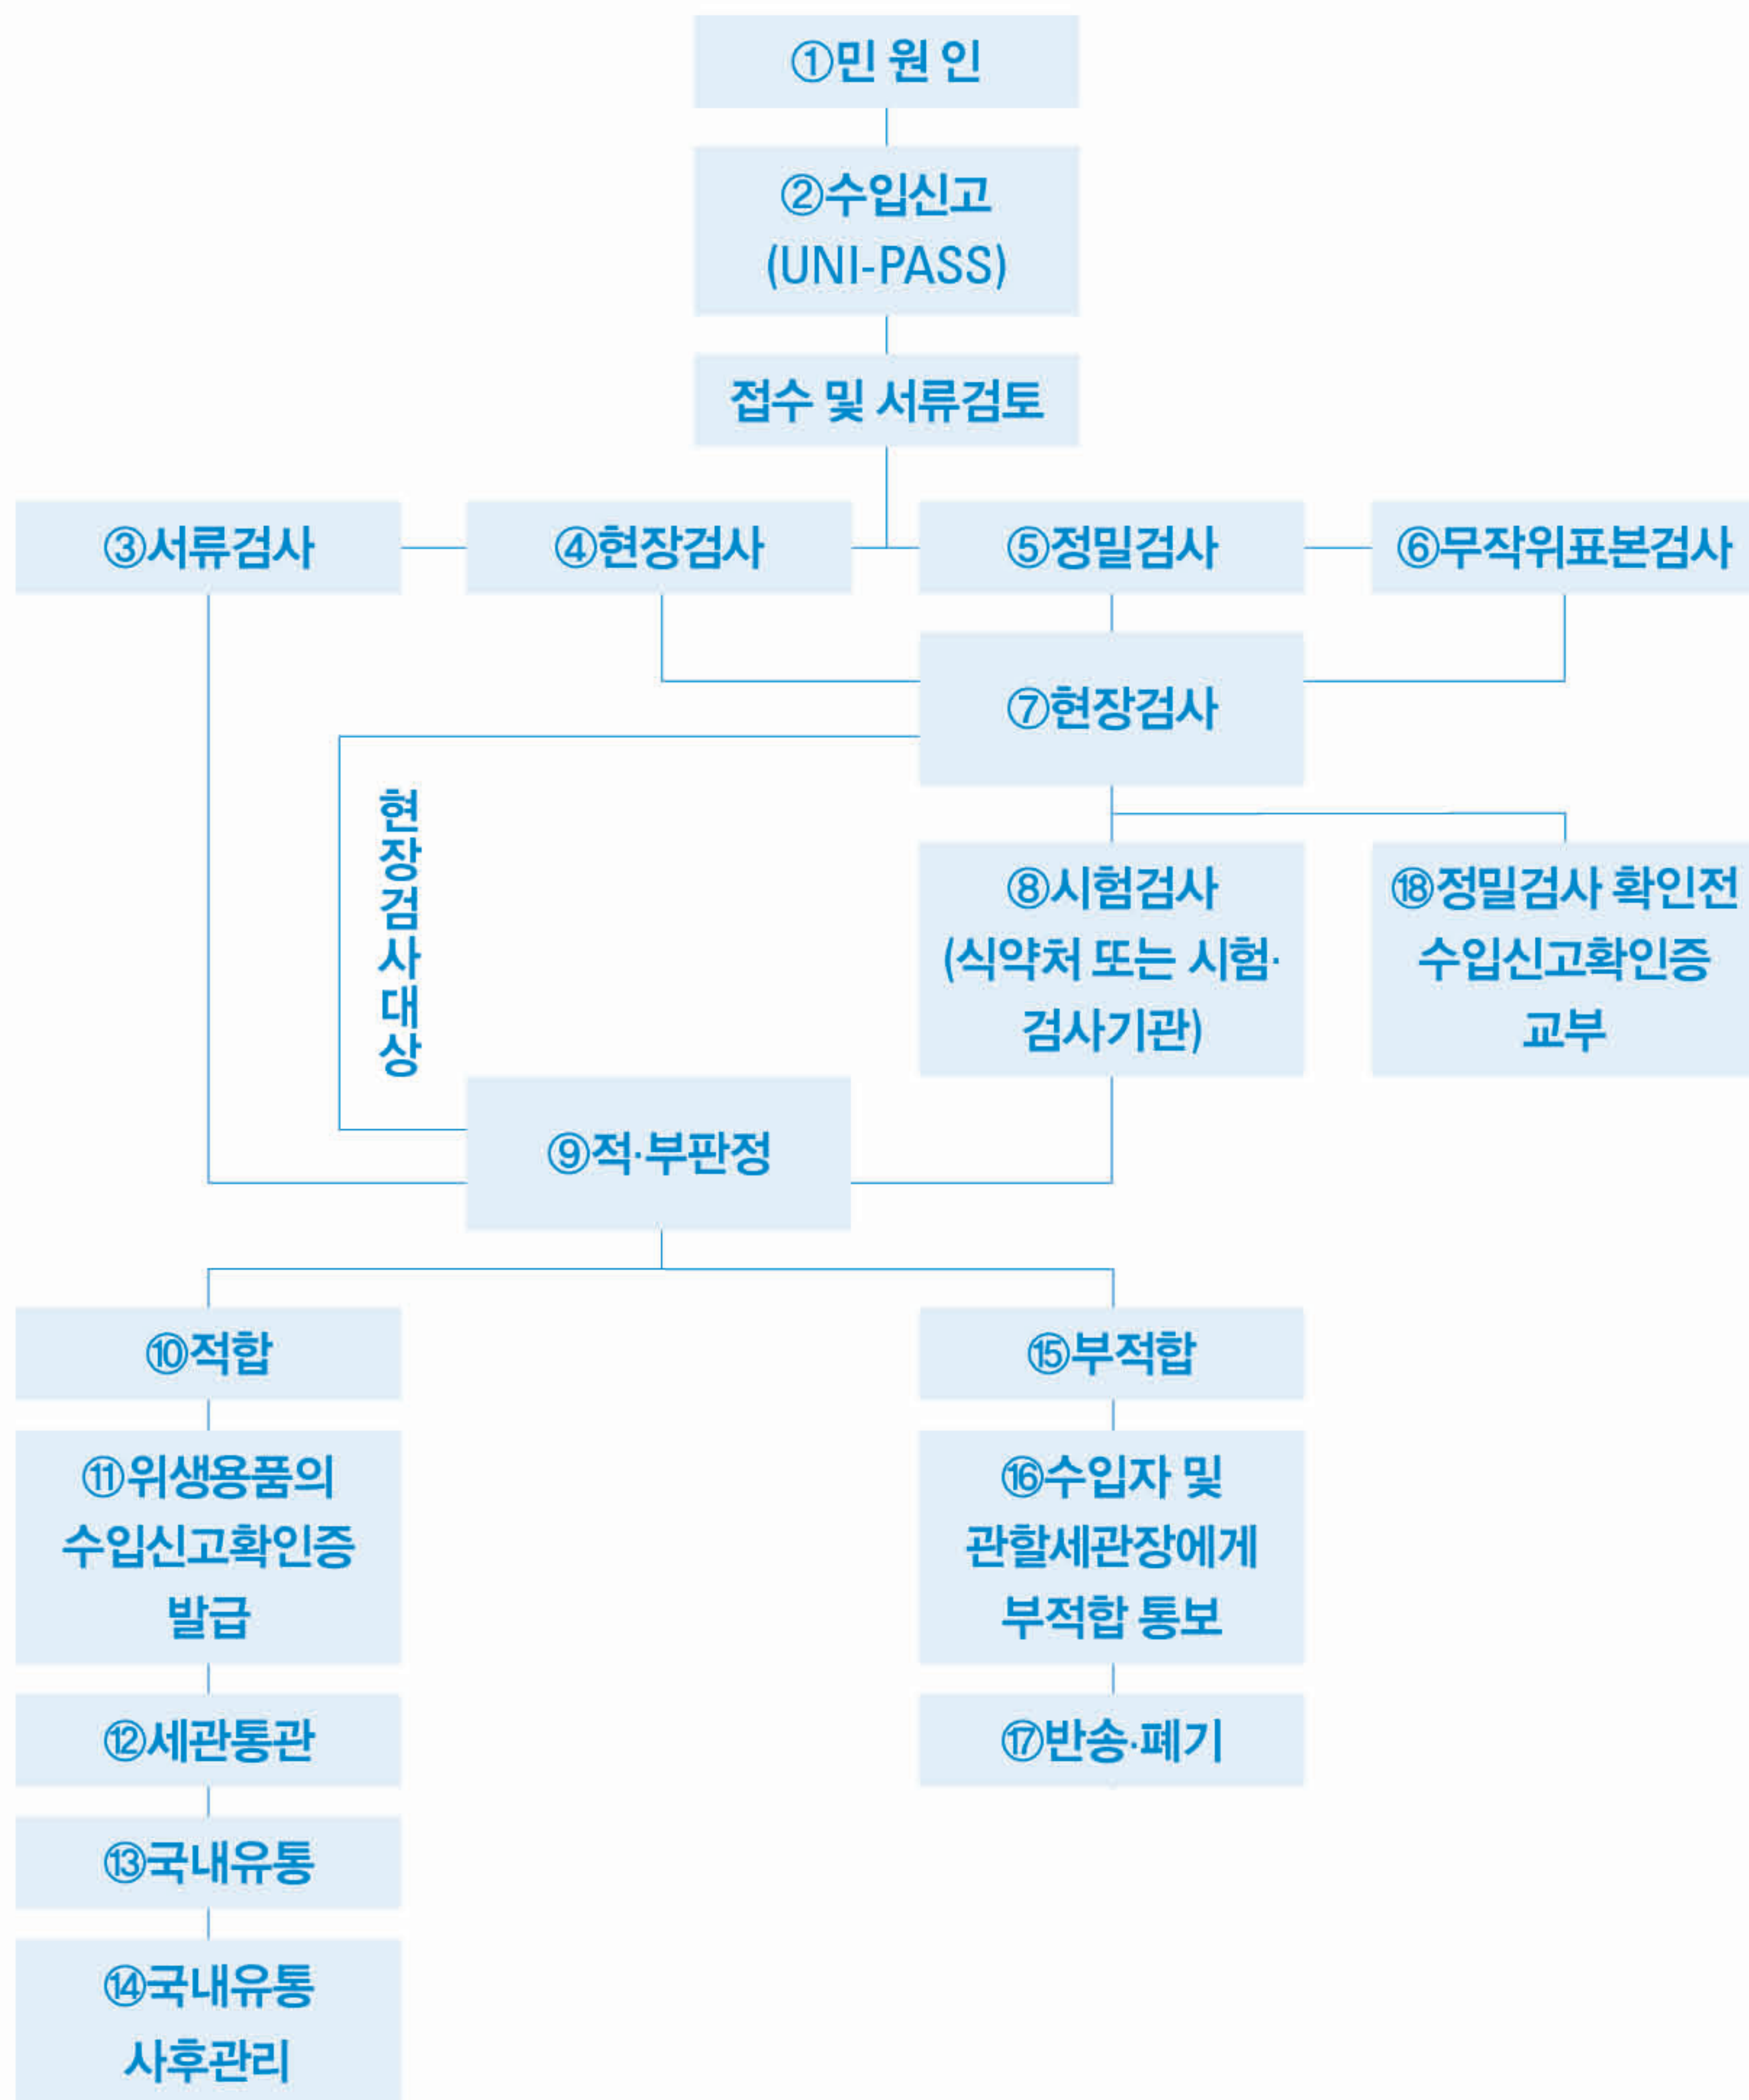 ①민 원 인
②수입신고
(UNI-PASS)
접수 및 서류검토
③서류검사
④현장검사
⑤정밀검사
⑥무작위표본검사
⑦현장검사
현장검사대상
⑧시험검사
(식약처 또는 시험·
검사기관)
⑱정밀검사 확인전
수입신고확인증
교부
⑨적·부판정
⑩적합
⑮부적합
⑪위생용품의
수입신고확인증
발급
⑯수입자 및
관할세관장에게
부적합 통보
⑫세관통관
⑰반송·폐기
⑬국내유통
⑭국내유통
사후관리